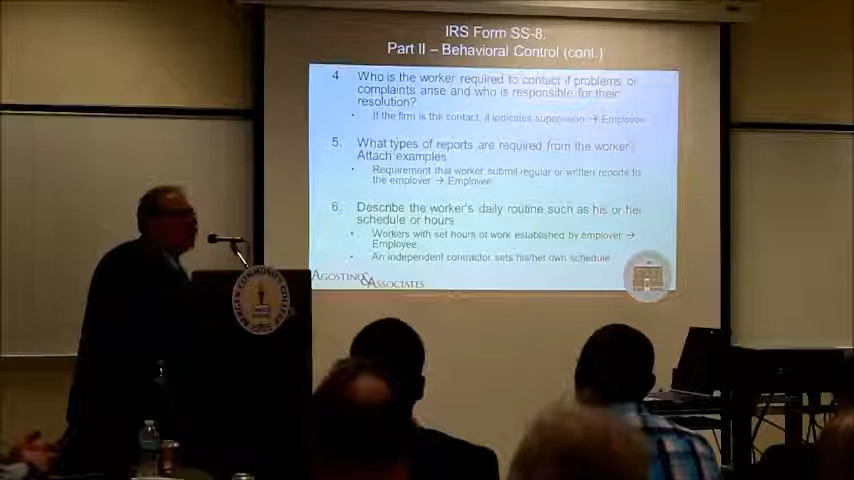 IRS Form SS-8.
Part II – Behavioral Control (cont.)
4. Who is the worker required to contact if problems or
complaints arise and who is responsible for their
resolution?
• If the firm is the contact, it indicates supervision → Employee
5. What types of reports are required from the worker?
Attach examples
• Requirement that worker submit regular or written reports to
the employer → Employee
6. Describe the worker's daily routine such as his or her
schedule or hours
• Workers with set hours of work established by employer →
Employee
• An independent contractor sets his/her own schedule
AGOSTINO & ASSOCIATES
BERGEN COMMUNITY COLLEGE